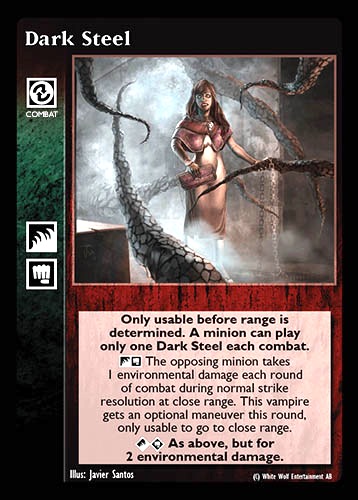 Dark Steel
COMBAT
Only usable before range is
determined. A minion can play
only one Dark Steel each combat.
The opposing minion takes
1 environmental damage each round
of combat during normal strike
resolution at close range. This vampire
gets an optional maneuver this round,
only usable to go to close range.
As above, but for
2 environmental damage.
Illus: Javier Santos
(C) White Wolf Entertainment AB